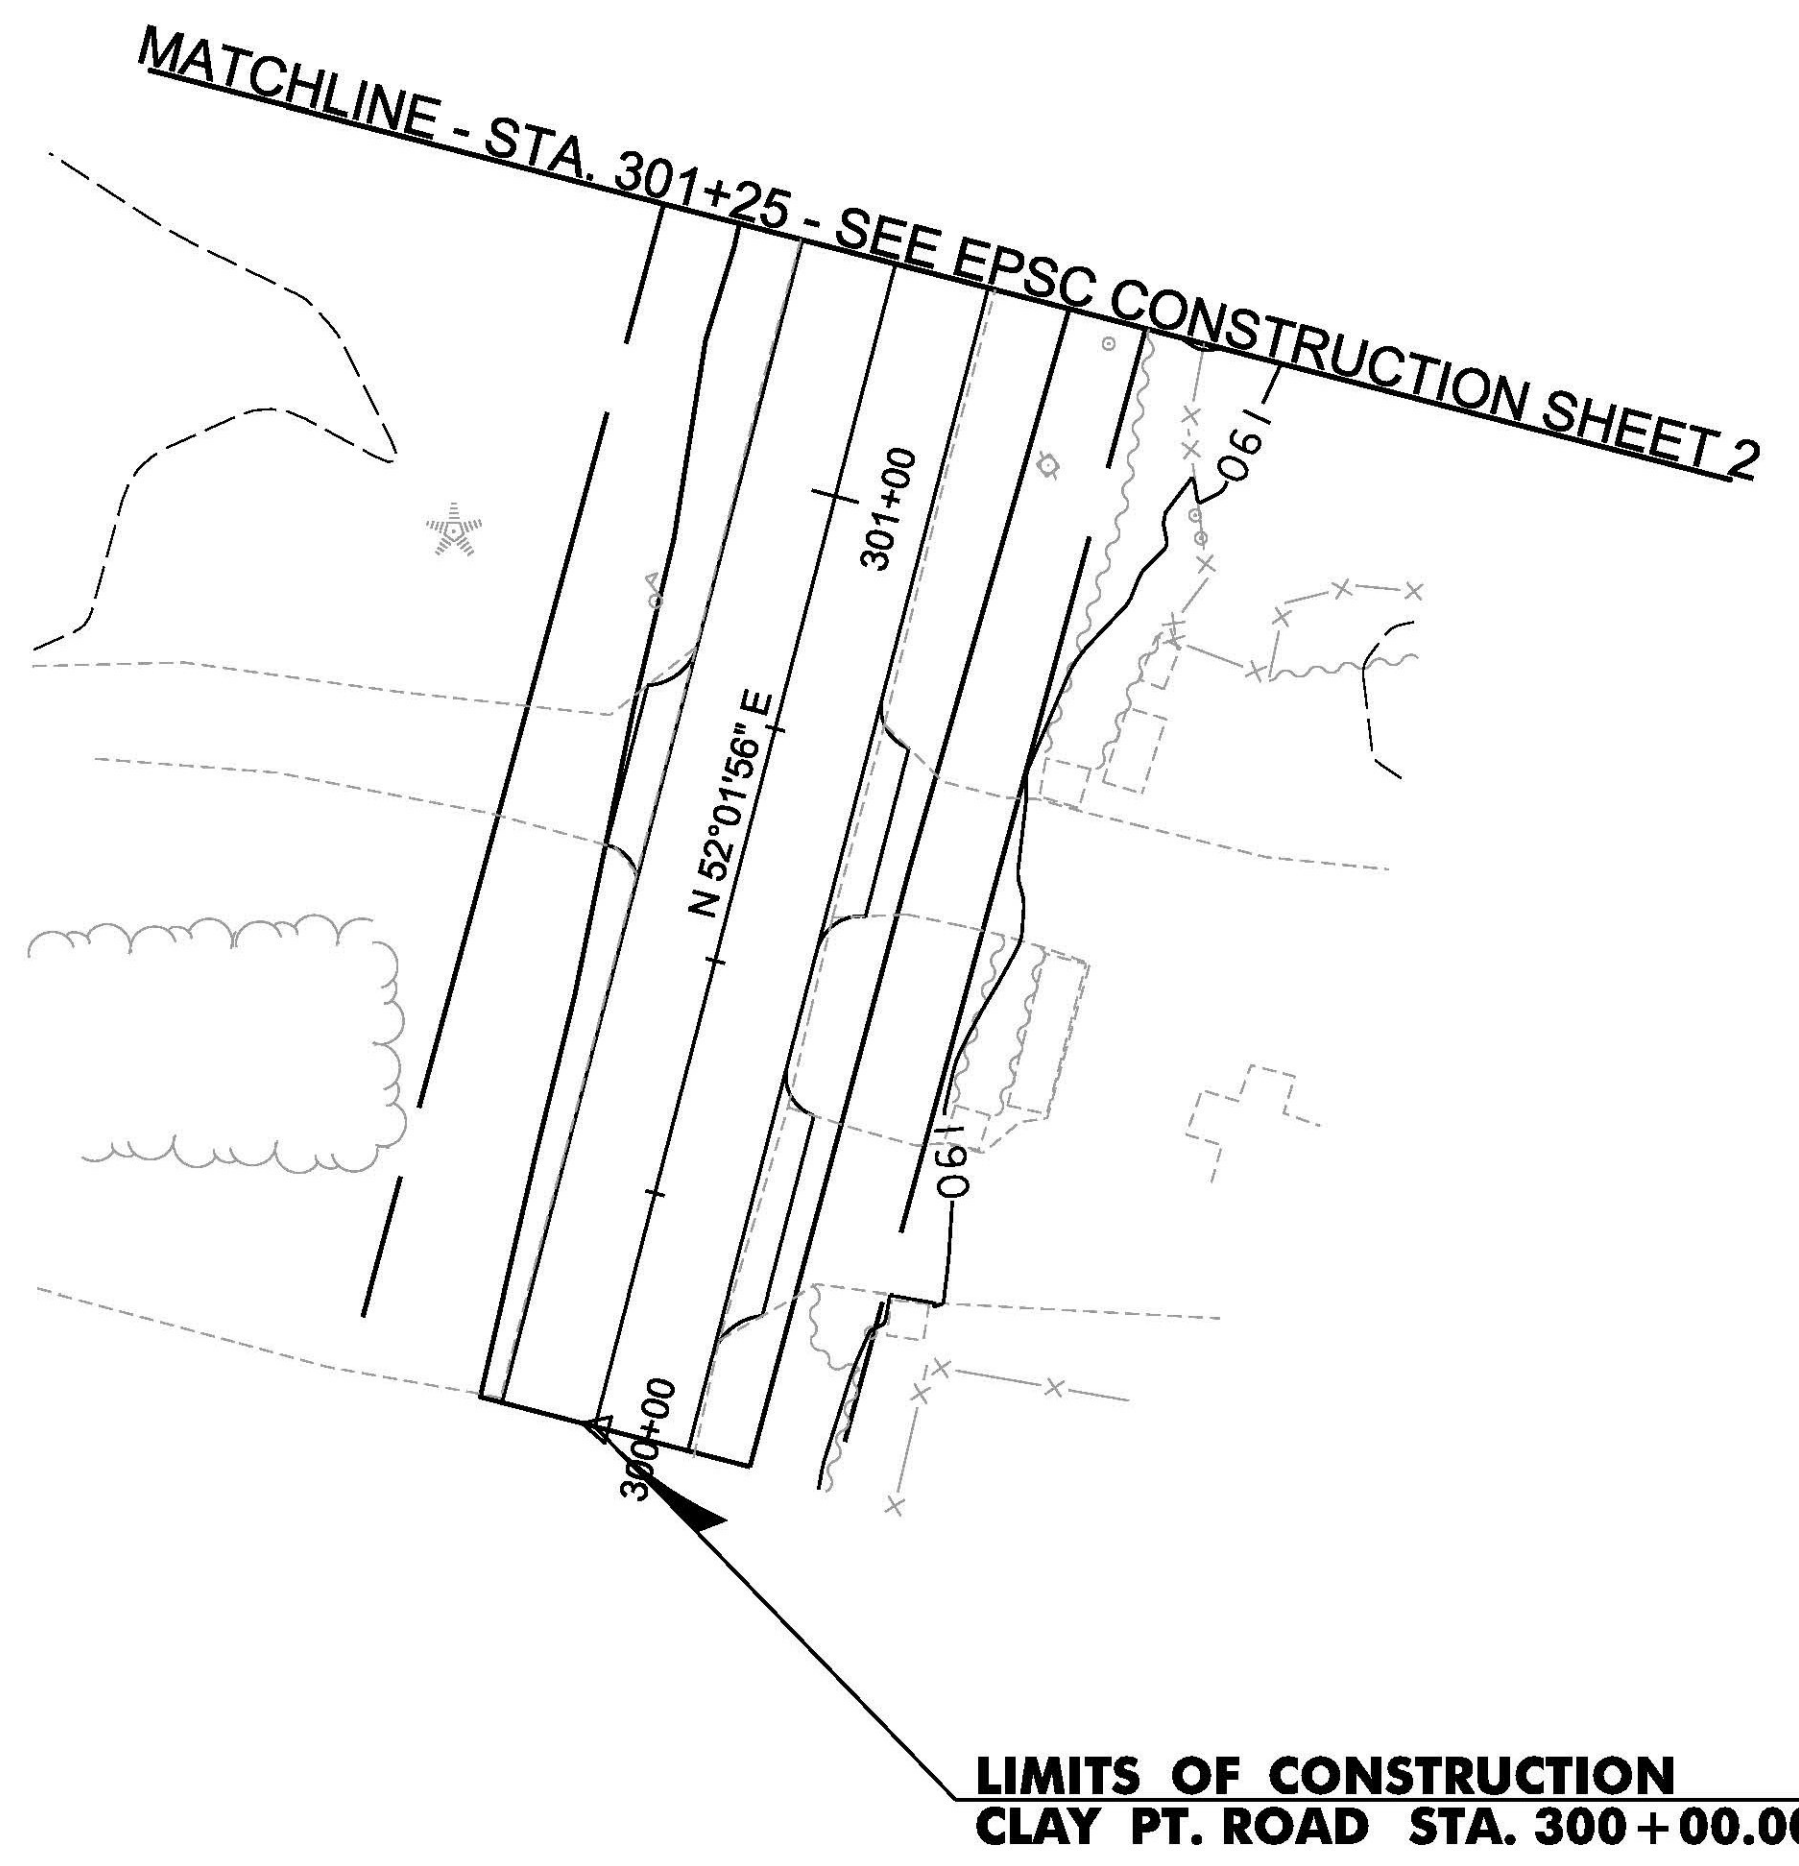 MATCHLINE - STA. 301+25 - SEE EPSC CONSTRUCTION SHEET 2
190
301+00
N 52°01'56" E
190
300+00
LIMITS OF CONSTRUCTION
CLAY PT. ROAD STA. 300+00.00